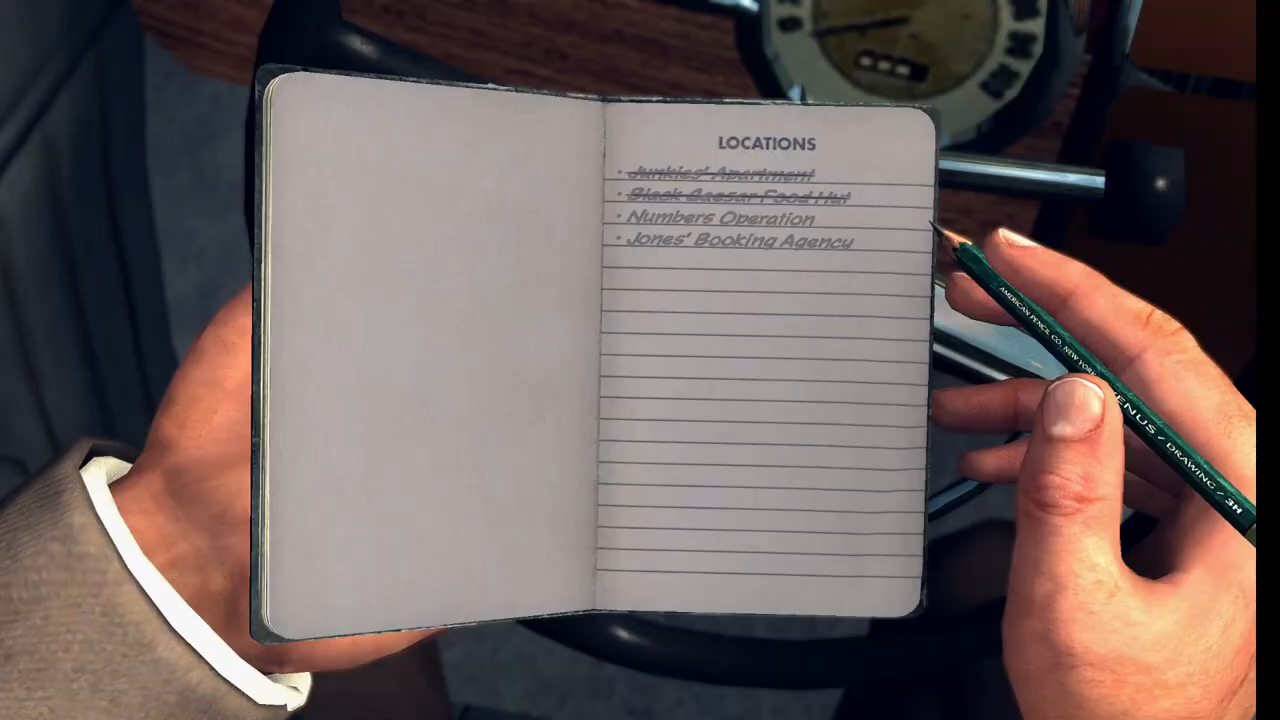 LOCATIONS
· Junkies' Apartment
· Black Caesar Food Hut
· Numbers Operation
· Jones' Booking Agency
AMERICAN PENCIL CO. NEW YORK
VENUS / DRAWING / 3H